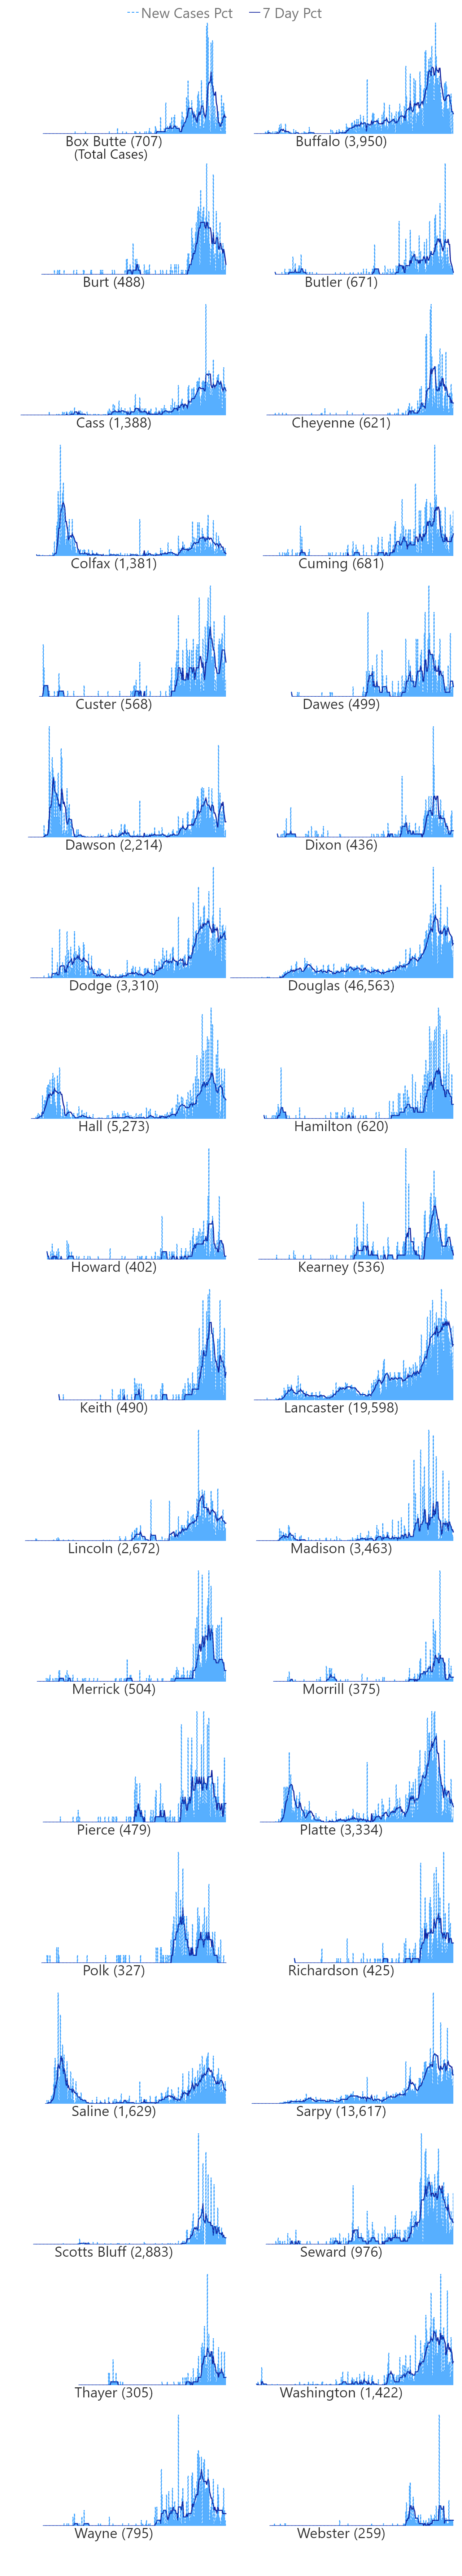 New Cases Pct 7 Day Pct
Box Butte (707)
(Total Cases)
Buffalo (3,950)
Burt (488)
Butler (671)
Cass (1,388)
Cheyenne (621)
Colfax (1,381)
Cuming (681)
Custer (568)
Dawes (499)
Dawson (2,214)
Dixon (436)
Dodge (3,310)
Douglas (46,563)
Hall (5,273)
Hamilton (620)
Howard (402)
Kearney (536)
Keith (490)
Lancaster (19,598)
Lincoln (2,672)
Madison (3,463)
Merrick (504)
Morrill (375)
Pierce (479)
Platte (3,334)
Polk (327)
Richardson (425)
Saline (1,629)
Sarpy (13,617)
Scotts Bluff (2,883)
Seward (976)
Thayer (305)
Washington (1,422)
Wayne (795)
Webster (259)